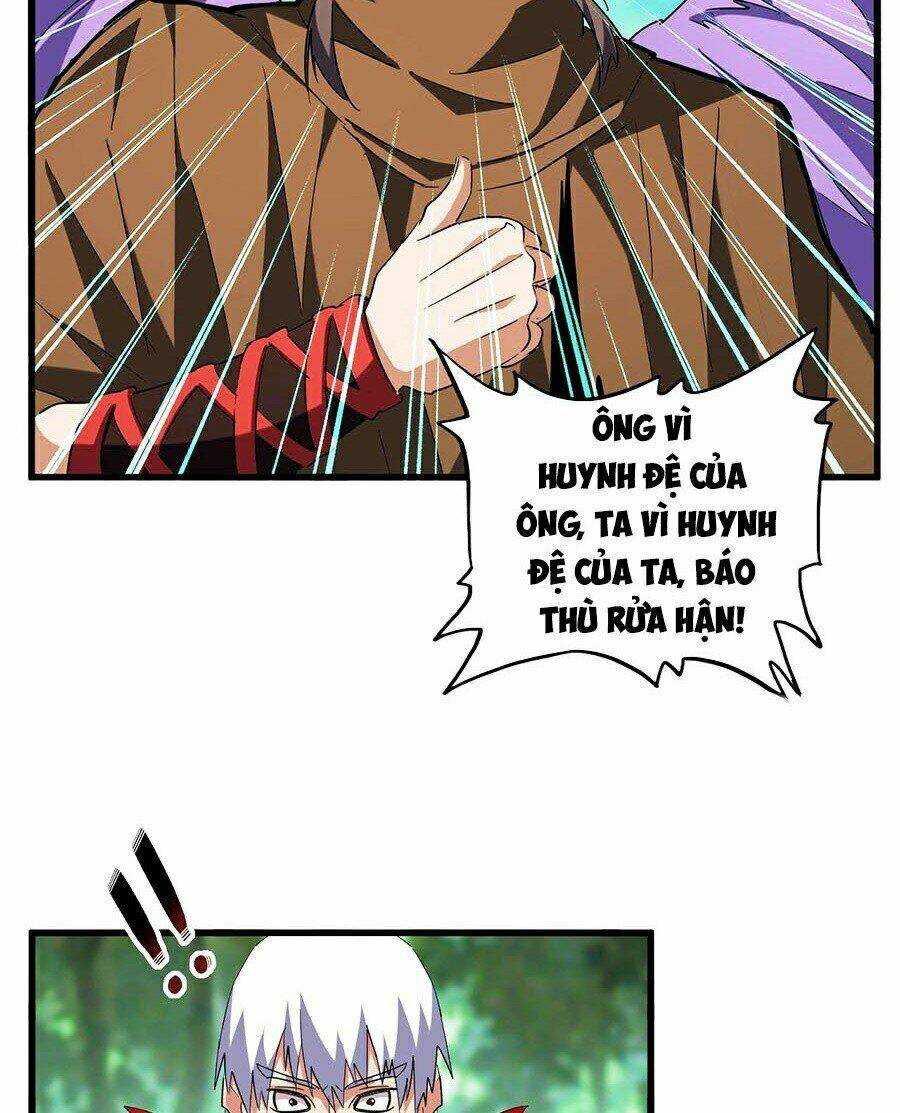 ÔNG VÌ
HUYNH ĐỆ CỦA
ÔNG, TA VÌ HUYNH
ĐỆ CỦA TA, BÁO
THÙ RỬA HẬN!
!!